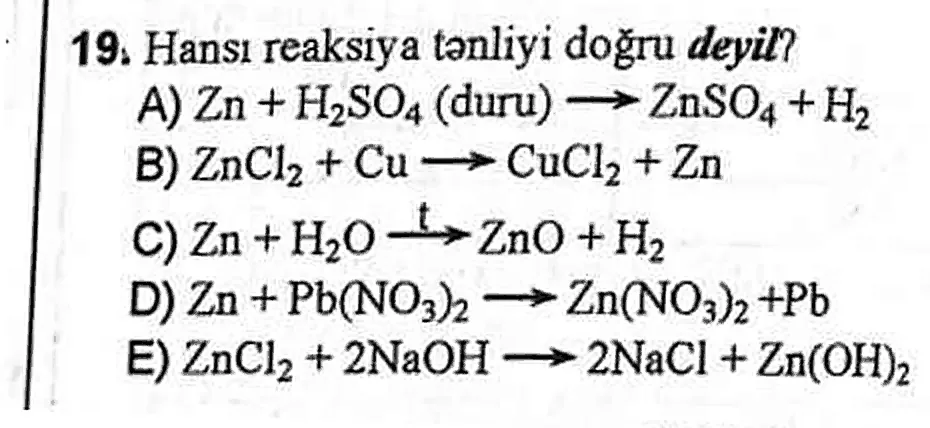 19. Hansı reaksiya tənliyi doğru deyil?
A) Zn + H₂SO₄ (duru) ⟶ ZnSO₄ + H₂
B) ZnCl₂ + Cu ⟶ CuCl₂ + Zn
C) Zn + H₂O —t→ ZnO + H₂
D) Zn + Pb(NO₃)₂ ⟶ Zn(NO₃)₂ +Pb
E) ZnCl₂ + 2NaOH ⟶ 2NaCl + Zn(OH)₂